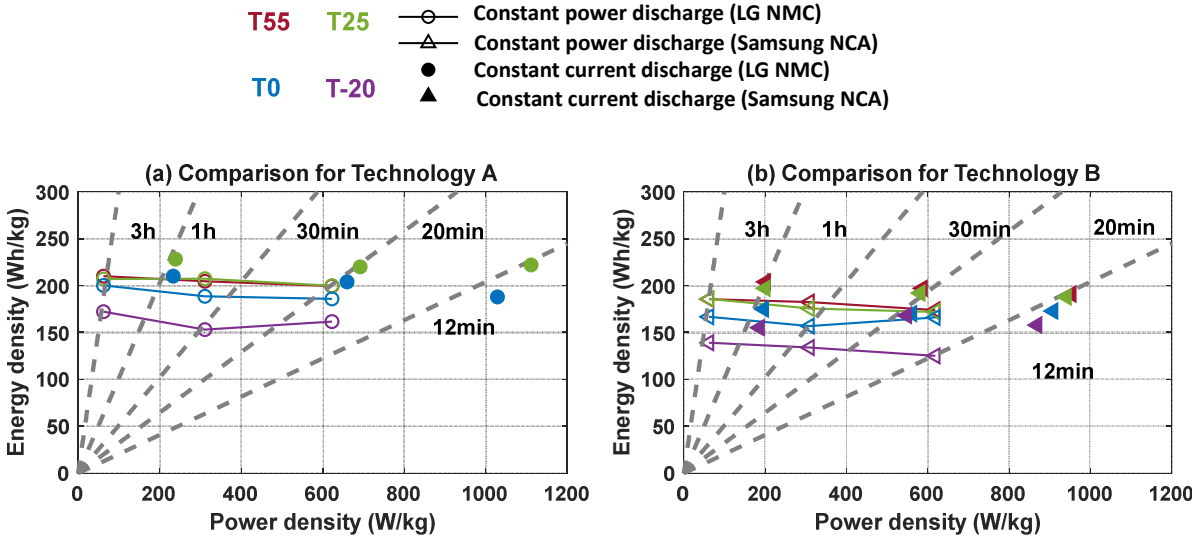 T55 T25 Constant power discharge (LG NMC)
Constant power discharge (Samsung NCA)
T0 T-20 Constant current discharge (LG NMC)
Constant current discharge (Samsung NCA)
(a) Comparison for Technology A
300
250
200
150
100
50
0
Energy density (Wh/kg)
3h 1h 30min 20min
12min
0 200 400 600 800 1000 1200
Power density (W/kg)
(b) Comparison for Technology B
300
250
200
150
100
50
0
Energy density (Wh/kg)
3h 1h 30min 20min
12min
0 200 400 600 800 1000 1200
Power density (W/kg)